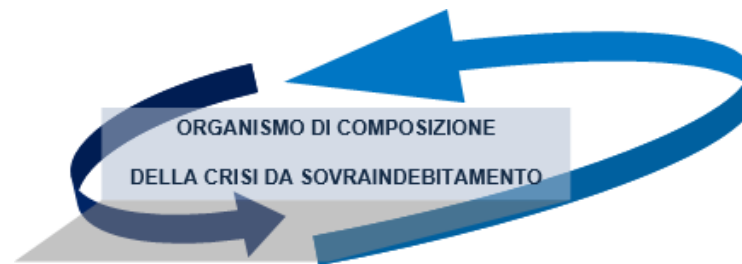 ORGANISMO DI COMPOSIZIONE
DELLA CRISI DA SOVRAINDEBITAMENTO